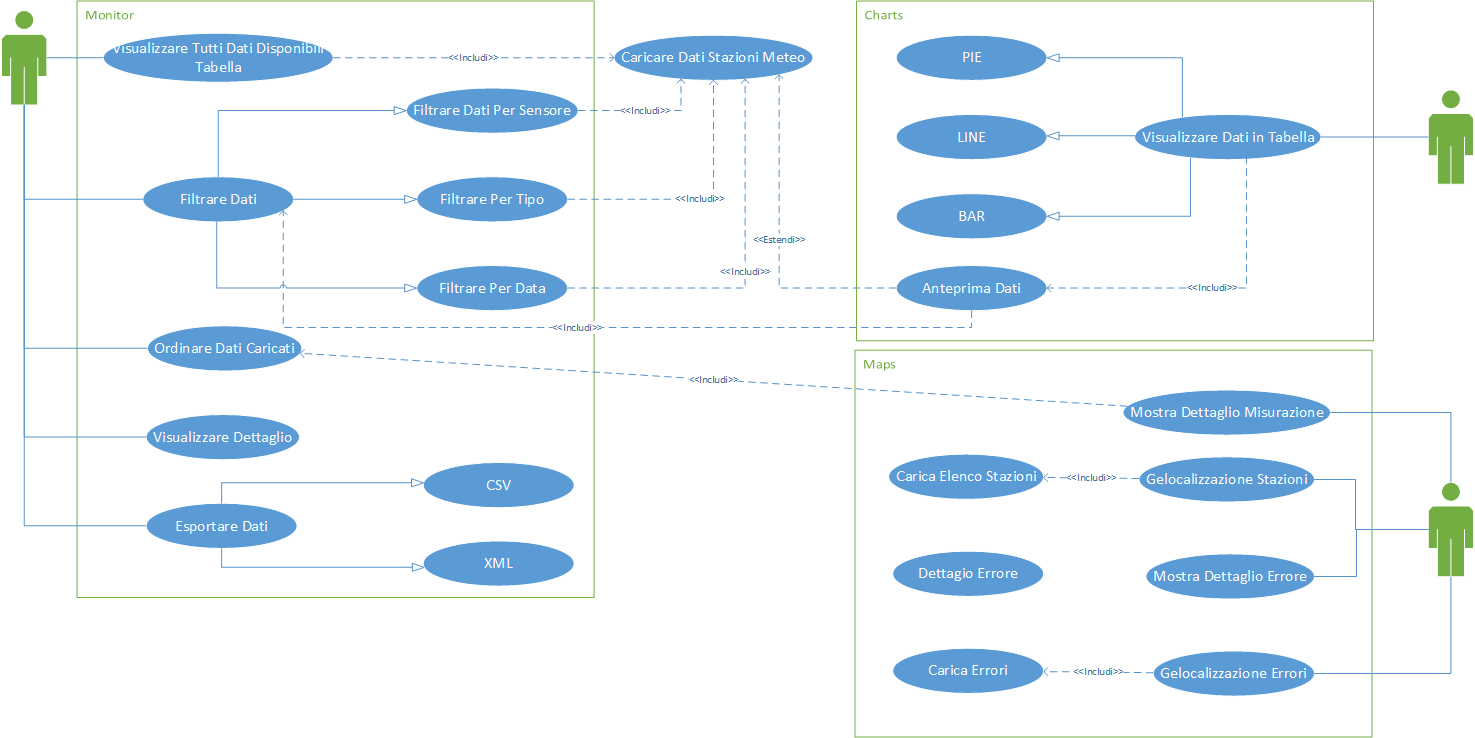 Monitor
Visualizzare Tutti Dati Disponibili
Tabella
<<Includi>>
Caricare Dati Stazioni Meteo
Filtrare Dati Per Sensore
<<Includi>>
Filtrare Dati
Filtrare Per Tipo
<<Includi>>
<<Estendi>>
Filtrare Per Data
<<Includi>>
<<Includi>>
Ordinare Dati Caricati
<<Includi>>
Visualizzare Dettaglio
CSV
Esportare Dati
XML
Charts
PIE
LINE
Visualizzare Dati in Tabella
BAR
Anteprima Dati
<<Includi>>
Maps
Mostra Dettaglio Misurazione
Carica Elenco Stazioni
<<Includi>>
Gelocalizzazione Stazioni
Dettagio Errore
Mostra Dettaglio Errore
Carica Errori
<<Includi>>
Gelocalizzazione Errori